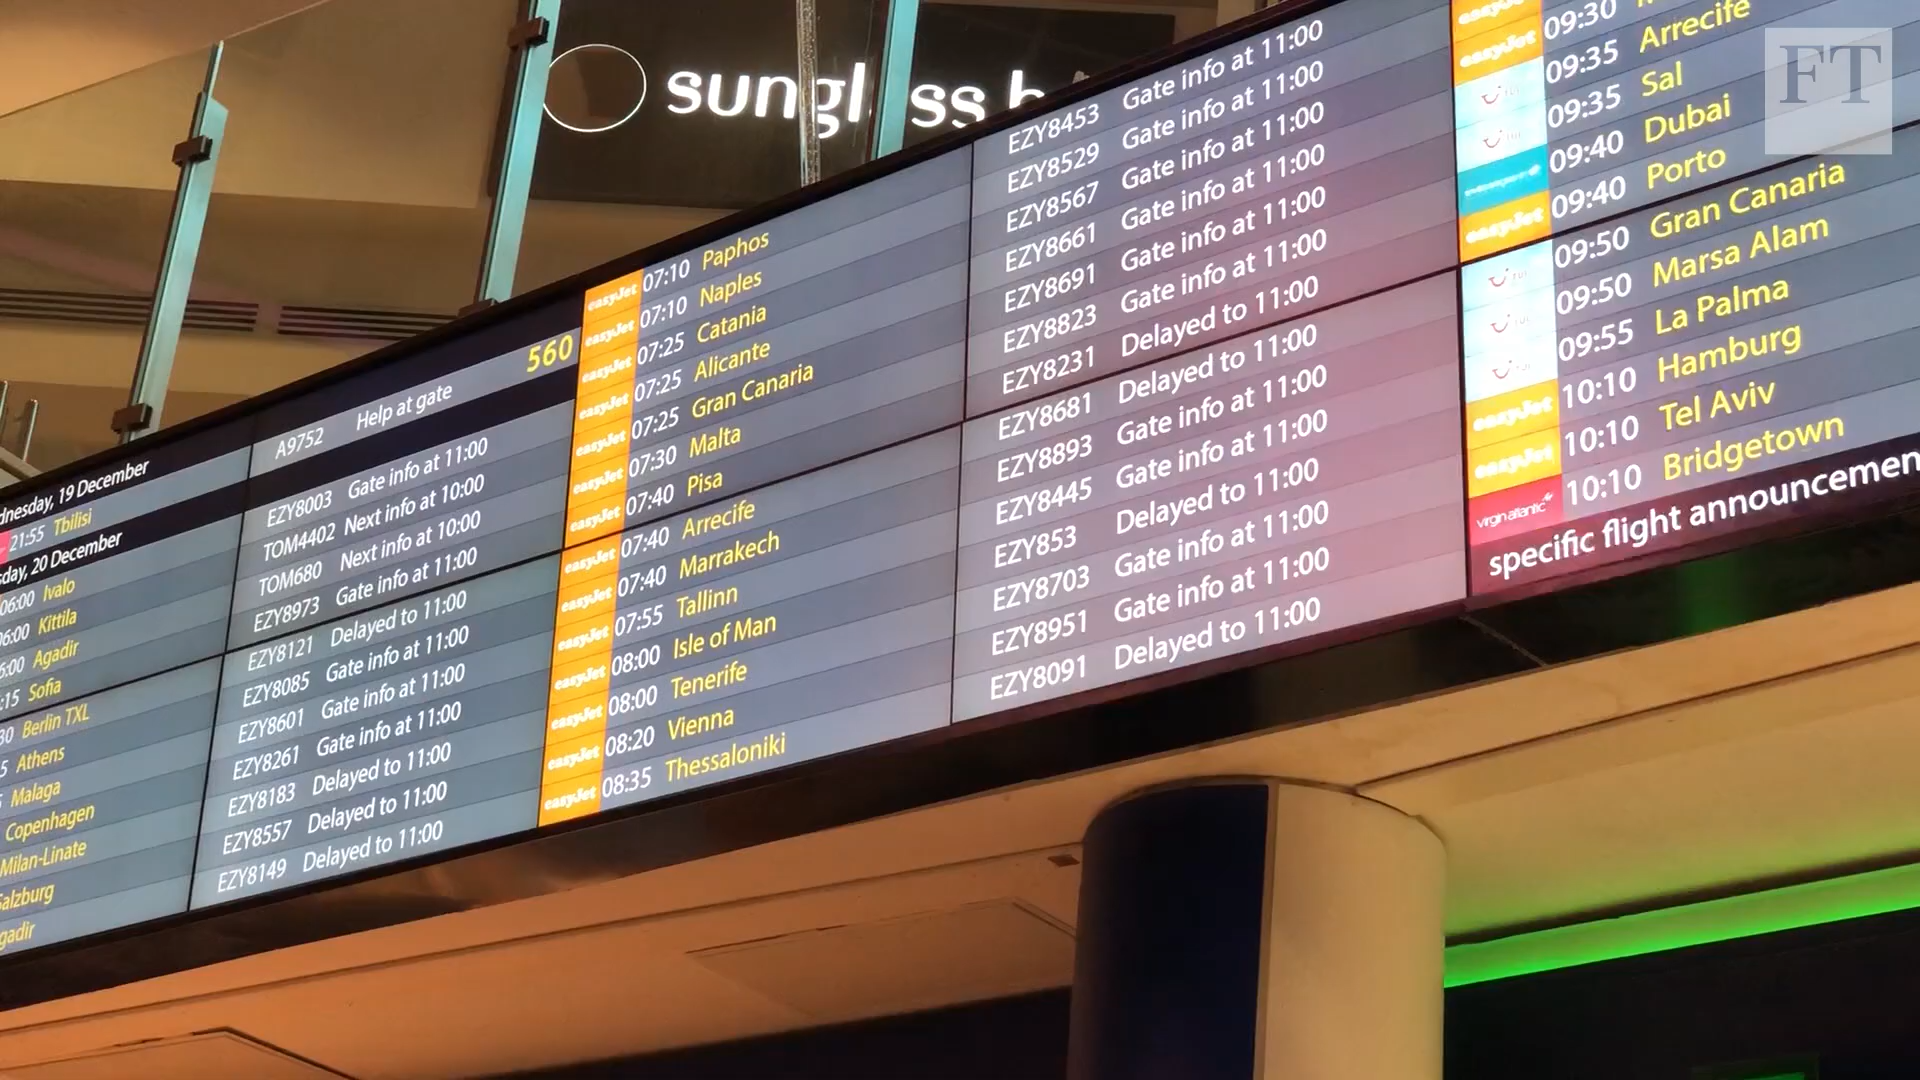 FT
sungl ss
dnesday, 19 December
21:55 Tbilisi A9752 Help at gate 560
sday, 20 December
06:00 Ivalo EZY8003 Gate info at 11:00
06:00 Kittila TOM4402 Next info at 10:00
6:00 Agadir TOM680 Next info at 10:00
:15 Sofia EZY8973 Gate info at 11:00
30 Berlin TXL EZY8121 Delayed to 11:00
5 Athens EZY8085 Gate info at 11:00
Malaga EZY8601 Gate info at 11:00
Copenhagen EZY8261 Gate info at 11:00
Milan-Linate EZY8183 Delayed to 11:00
Salzburg EZY8557 Delayed to 11:00
gadir EZY8149 Delayed to 11:00
easyJet 07:10 Paphos EZY8453 Gate info at 11:00
easyJet 07:10 Naples EZY8529 Gate info at 11:00
easyJet 07:25 Catania EZY8567 Gate info at 11:00
easyJet 07:25 Alicante EZY8661 Gate info at 11:00
easyJet 07:25 Gran Canaria EZY8691 Gate info at 11:00
easyJet 07:30 Malta EZY8823 Gate info at 11:00
easyJet 07:40 Pisa EZY8231 Delayed to 11:00
easyJet 07:40 Arrecife EZY8681 Delayed to 11:00
easyJet 07:40 Marrakech EZY8893 Gate info at 11:00
easyJet 07:55 Tallinn EZY8445 Gate info at 11:00
easyJet 08:00 Isle of Man EZY853 Delayed to 11:00
easyJet 08:00 Tenerife EZY8703 Gate info at 11:00
easyJet 08:20 Vienna EZY8951 Gate info at 11:00
easyJet 08:35 Thessaloniki EZY8091 Delayed to 11:00
easyJet 09:30
easyJet 09:35 Arrecife
TUI 09:35 Sal
09:40 Dubai
easyJet 09:40 Porto
TUI 09:50 Gran Canaria
TUI 09:50 Marsa Alam
TUI 09:55 La Palma
easyJet 10:10 Hamburg
easyJet 10:10 Tel Aviv
virgin atlantic 10:10 Bridgetown
specific flight announcemen